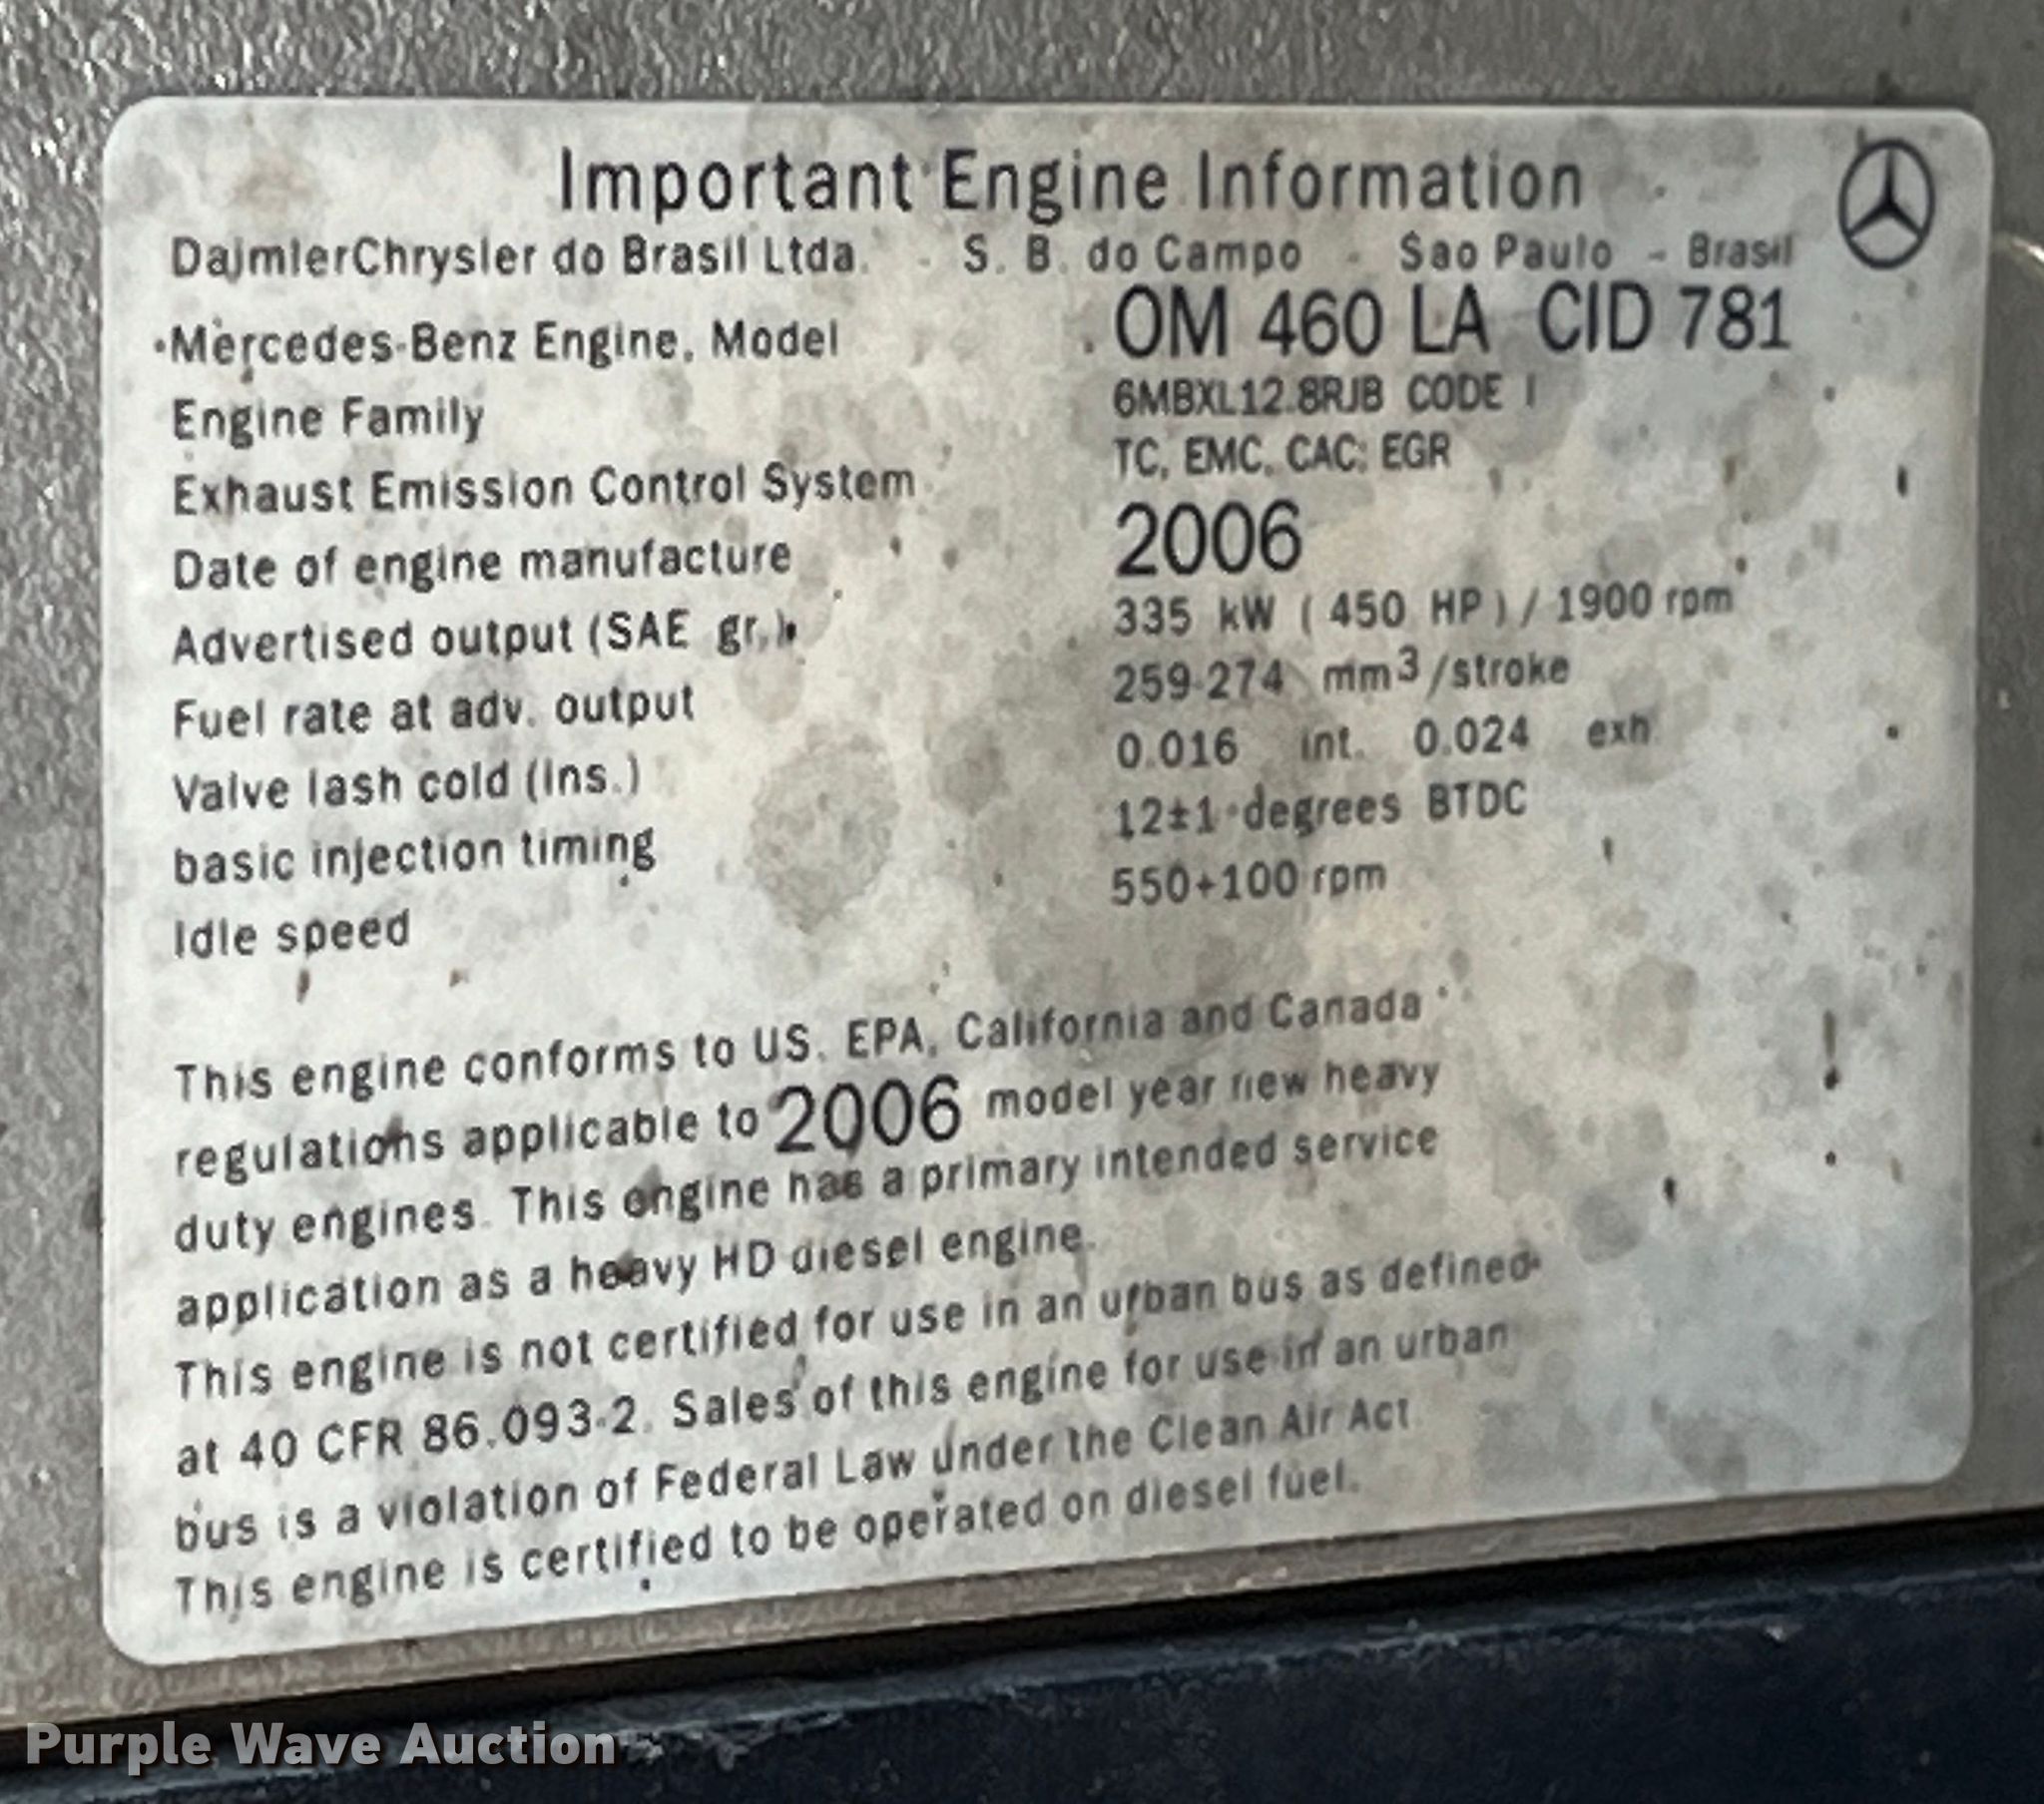 Important Engine Information
DaimlerChrysler do Brasil Ltda. - S. B. do Campo - Sao Paulo - Brasil
Mercedes-Benz Engine, Model OM 460 LA CID 781
Engine Family 6MBXL12.8RJB CODE I
Exhaust Emission Control System TC, EMC, CAC, EGR
Date of engine manufacture 2006
Advertised output (SAE gr.) 335 kW ( 450 HP ) / 1900 rpm
Fuel rate at adv. output 259-274 mm³/stroke
Valve lash cold (Ins.) 0.016 int. 0.024 exh
basic injection timing 12±1 degrees BTDC
Idle speed 550+100 rpm
This engine conforms to US. EPA, California and Canada
regulations applicable to 2006 model year new heavy
duty engines. This engine has a primary intended service
application as a heavy HD diesel engine.
This engine is not certified for use in an urban bus as defined
at 40 CFR 86.093-2. Sales of this engine for use in an urban
bus is a violation of Federal Law under the Clean Air Act
This engine is certified to be operated on diesel fuel.
Purple Wave Auction